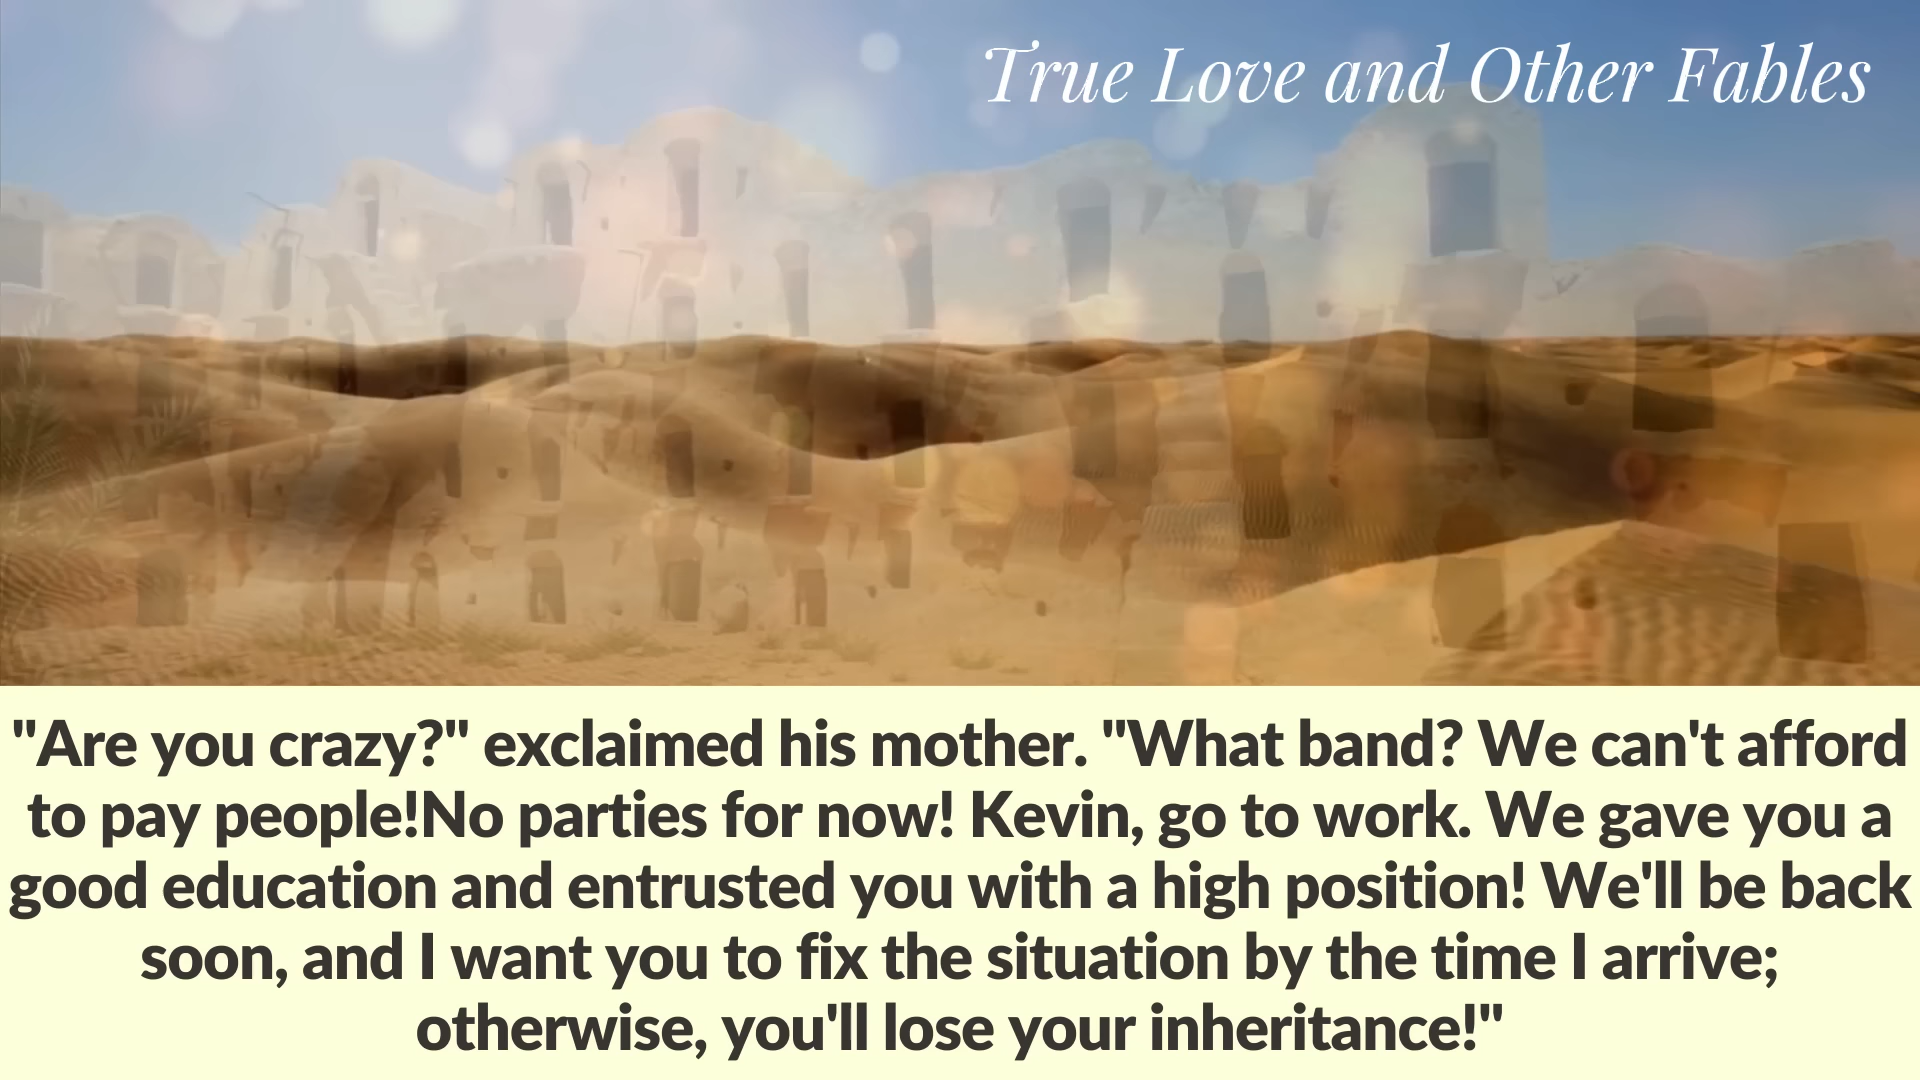 True Love and Other Fables
"Are you crazy?" exclaimed his mother. "What band? We can't afford
to pay people!No parties for now! Kevin, go to work. We gave you a
good education and entrusted you with a high position! We'll be back
soon, and I want you to fix the situation by the time I arrive;
otherwise, you'll lose your inheritance!"